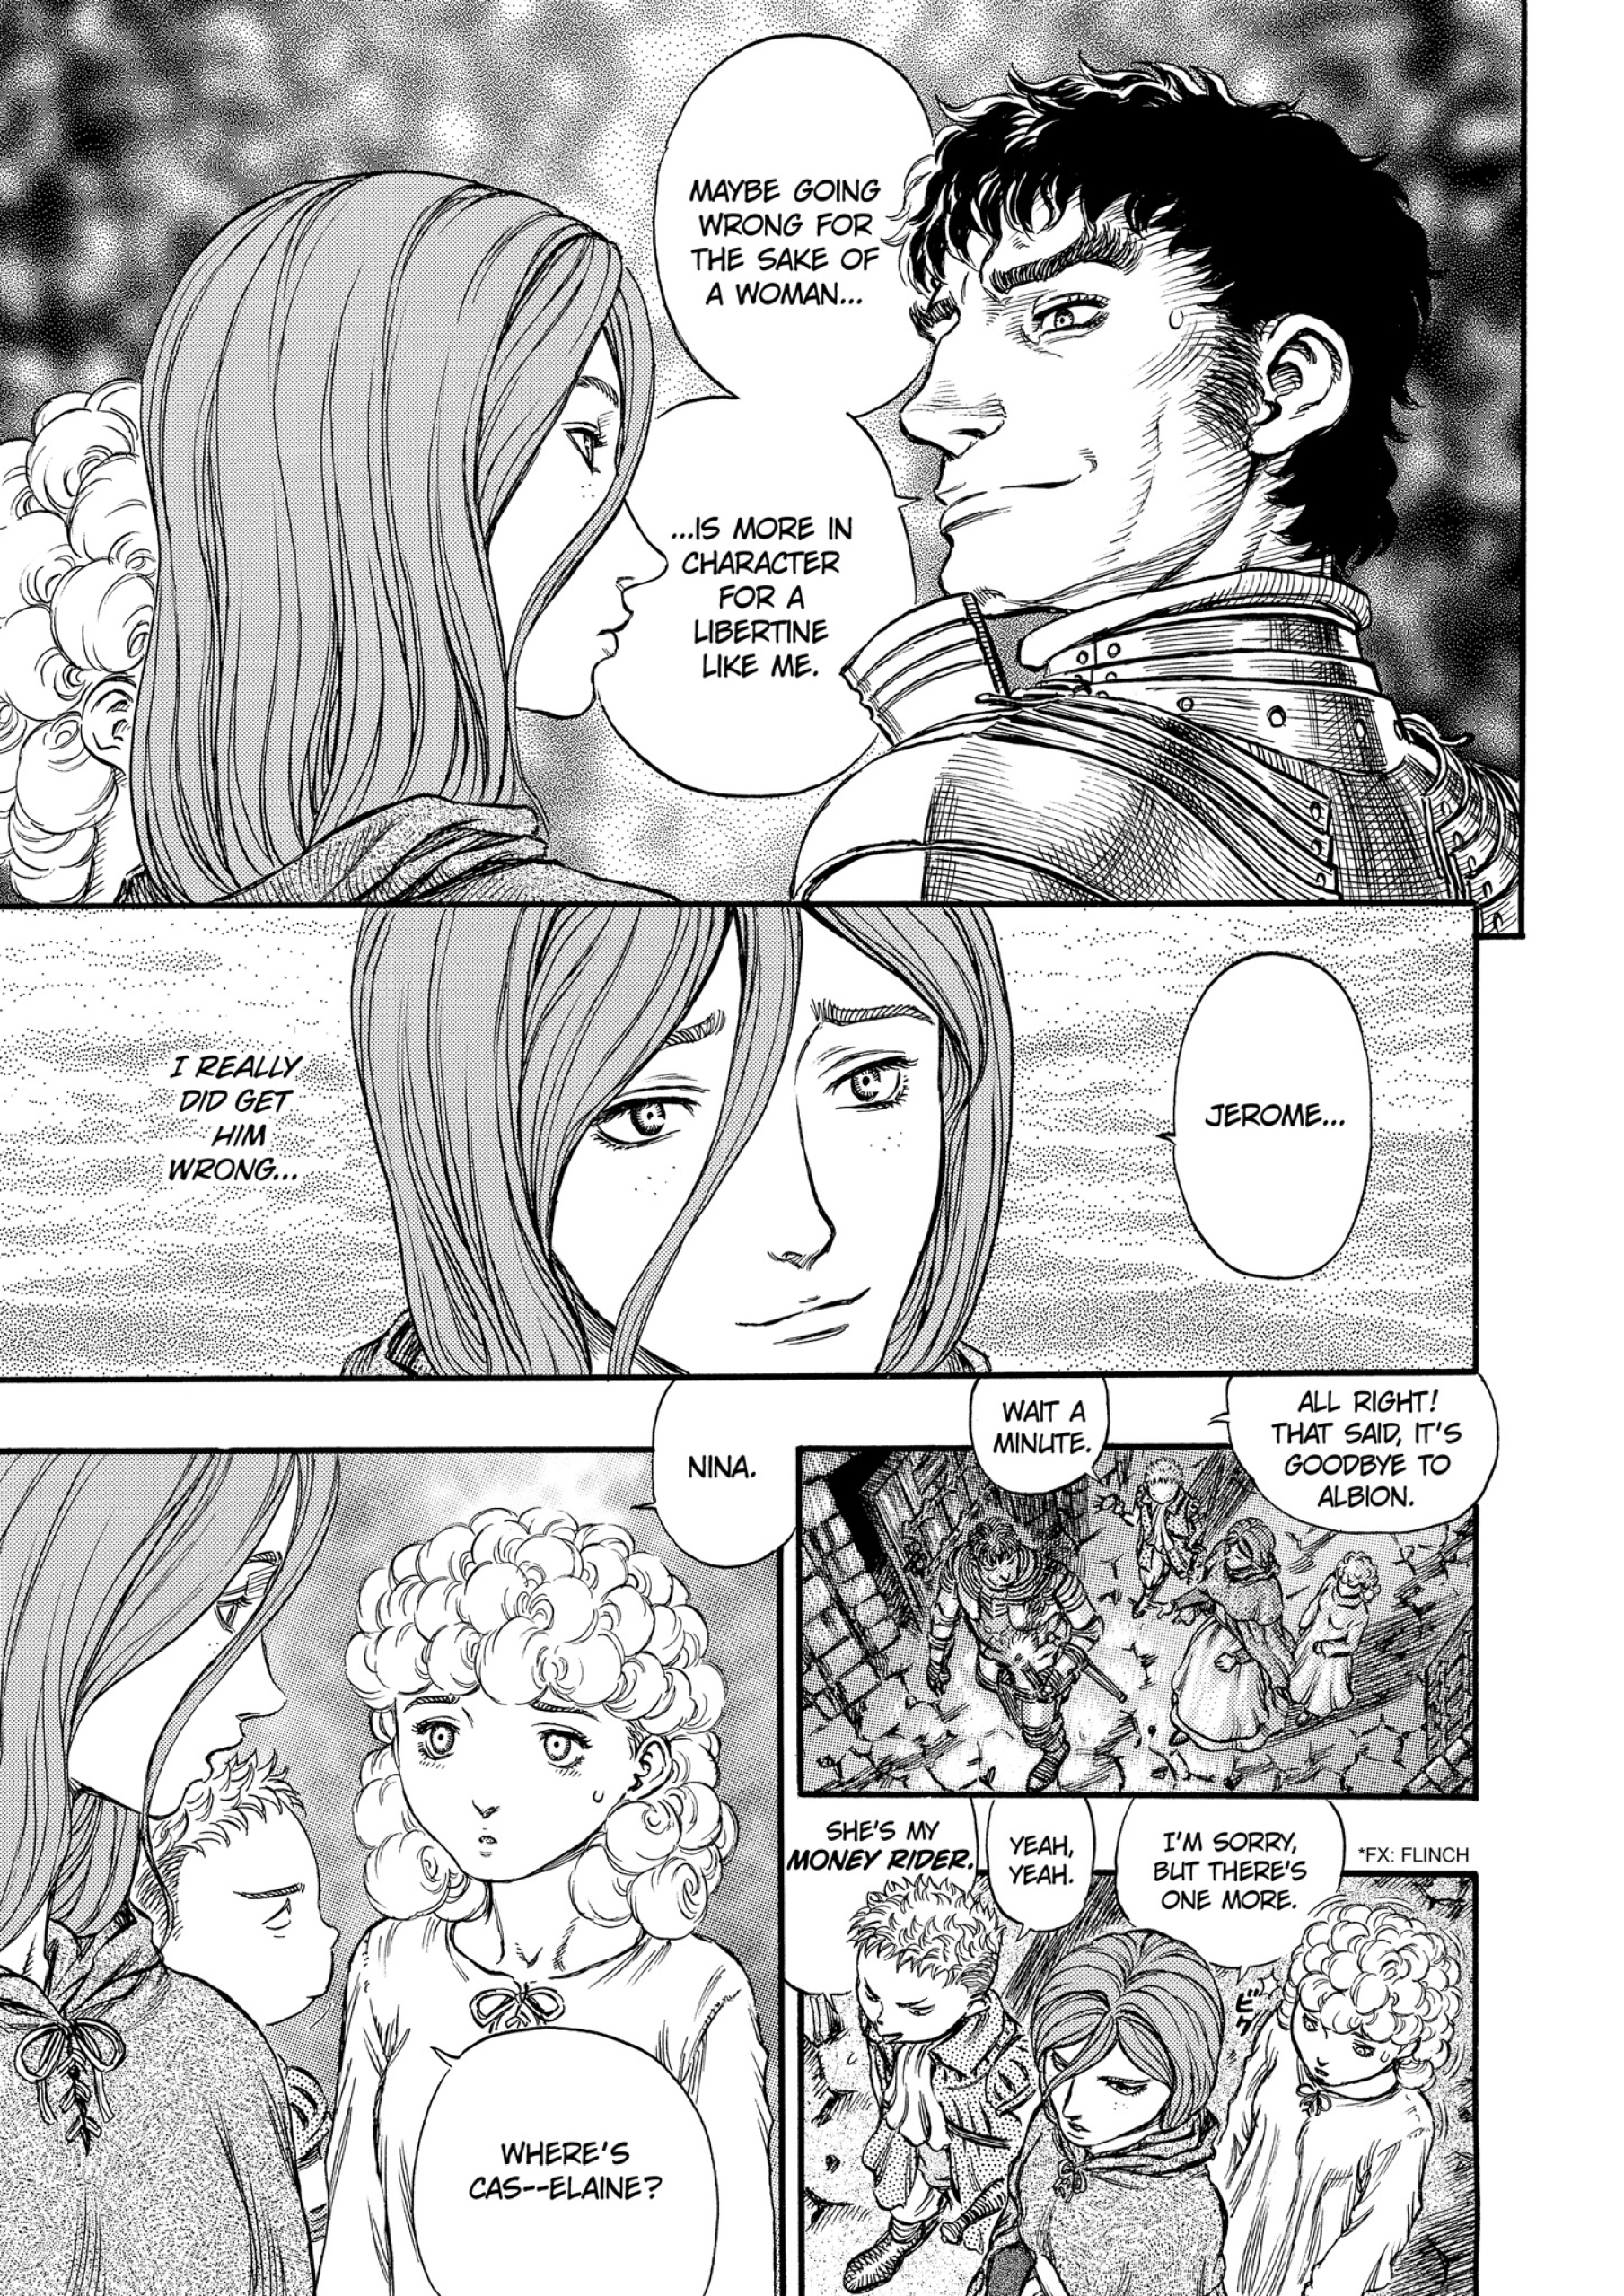 MAYBE GOING
WRONG FOR
THE SAKE OF
A WOMAN...
...IS MORE IN
CHARACTER
FOR A
LIBERTINE
LIKE ME.
JEROME...
I REALLY
DID GET
HIM
WRONG...
ALL RIGHT!
THAT SAID, IT'S
GOODBYE TO
ALBION.
WAIT A
MINUTE.
*FX: FLINCH
I'M SORRY,
BUT THERE'S
ONE MORE.
YEAH,
YEAH.
SHE'S MY
MONEY RIDER.
ビクッ
NINA.
WHERE'S
CAS--ELAINE?